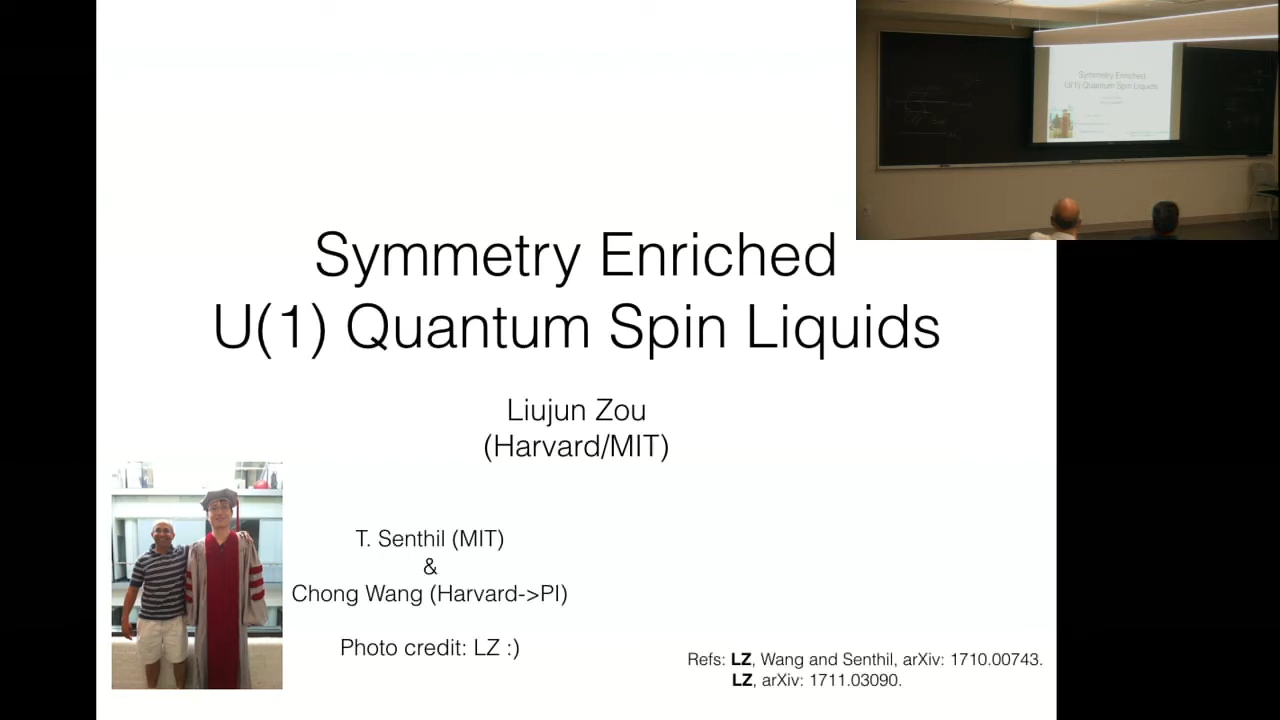 Symmetry Enriched
U(1) Quantum Spin Liquids
Liujun Zou
(Harvard/MIT)
T. Senthil (MIT)
&
Chong Wang (Harvard->PI)
Photo credit: LZ :)
Refs: LZ, Wang and Senthil, arXiv: 1710.00743.
LZ, arXiv: 1711.03090.
Symmetry Enriched
U(1) Quantum Spin Liquids